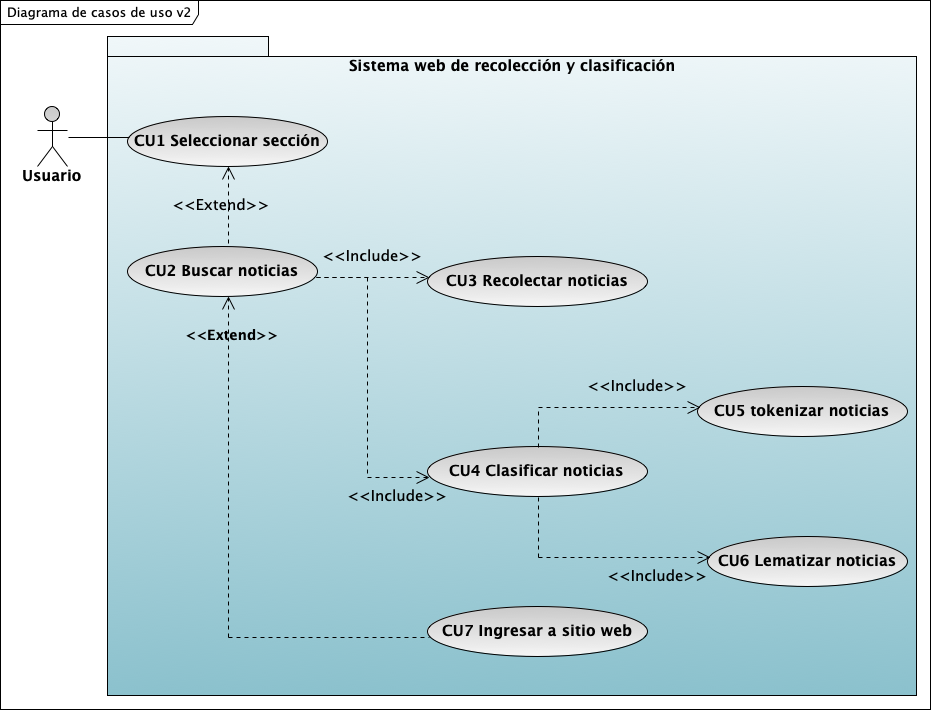 Diagrama de casos de uso v2
Sistema web de recolección y clasificación
CU1 Seleccionar sección
Usuario
<<Extend>>
<<Include>>
CU2 Buscar noticias
CU3 Recolectar noticias
<<Extend>>
<<Include>>
CU5 tokenizar noticias
CU4 Clasificar noticias
<<Include>>
CU6 Lematizar noticias
<<Include>>
CU7 Ingresar a sitio web